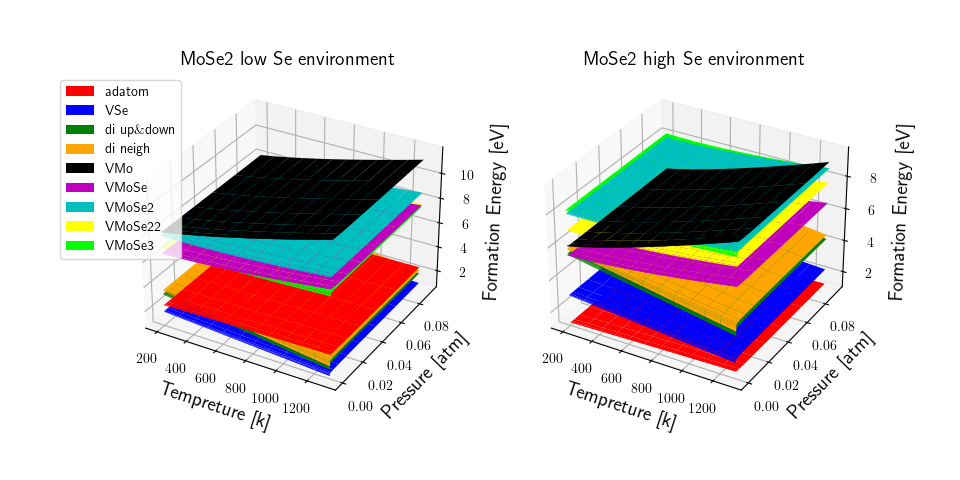 MoSe2 low Se environment
adatom
VSe
di up&down
di neigh
VMo
VMoSe
VMoSe2
VMoSe22
VMoSe3
10
8
6
4
2
Formation Energy [eV]
200
400
600
800
1000
1200
Tempreture [k]
0.00
0.02
0.04
0.06
0.08
Pressure [atm]
MoSe2 high Se environment
8
6
4
2
Formation Energy [eV]
200
400
600
800
1000
1200
Tempreture [k]
0.00
0.02
0.04
0.06
0.08
Pressure [atm]